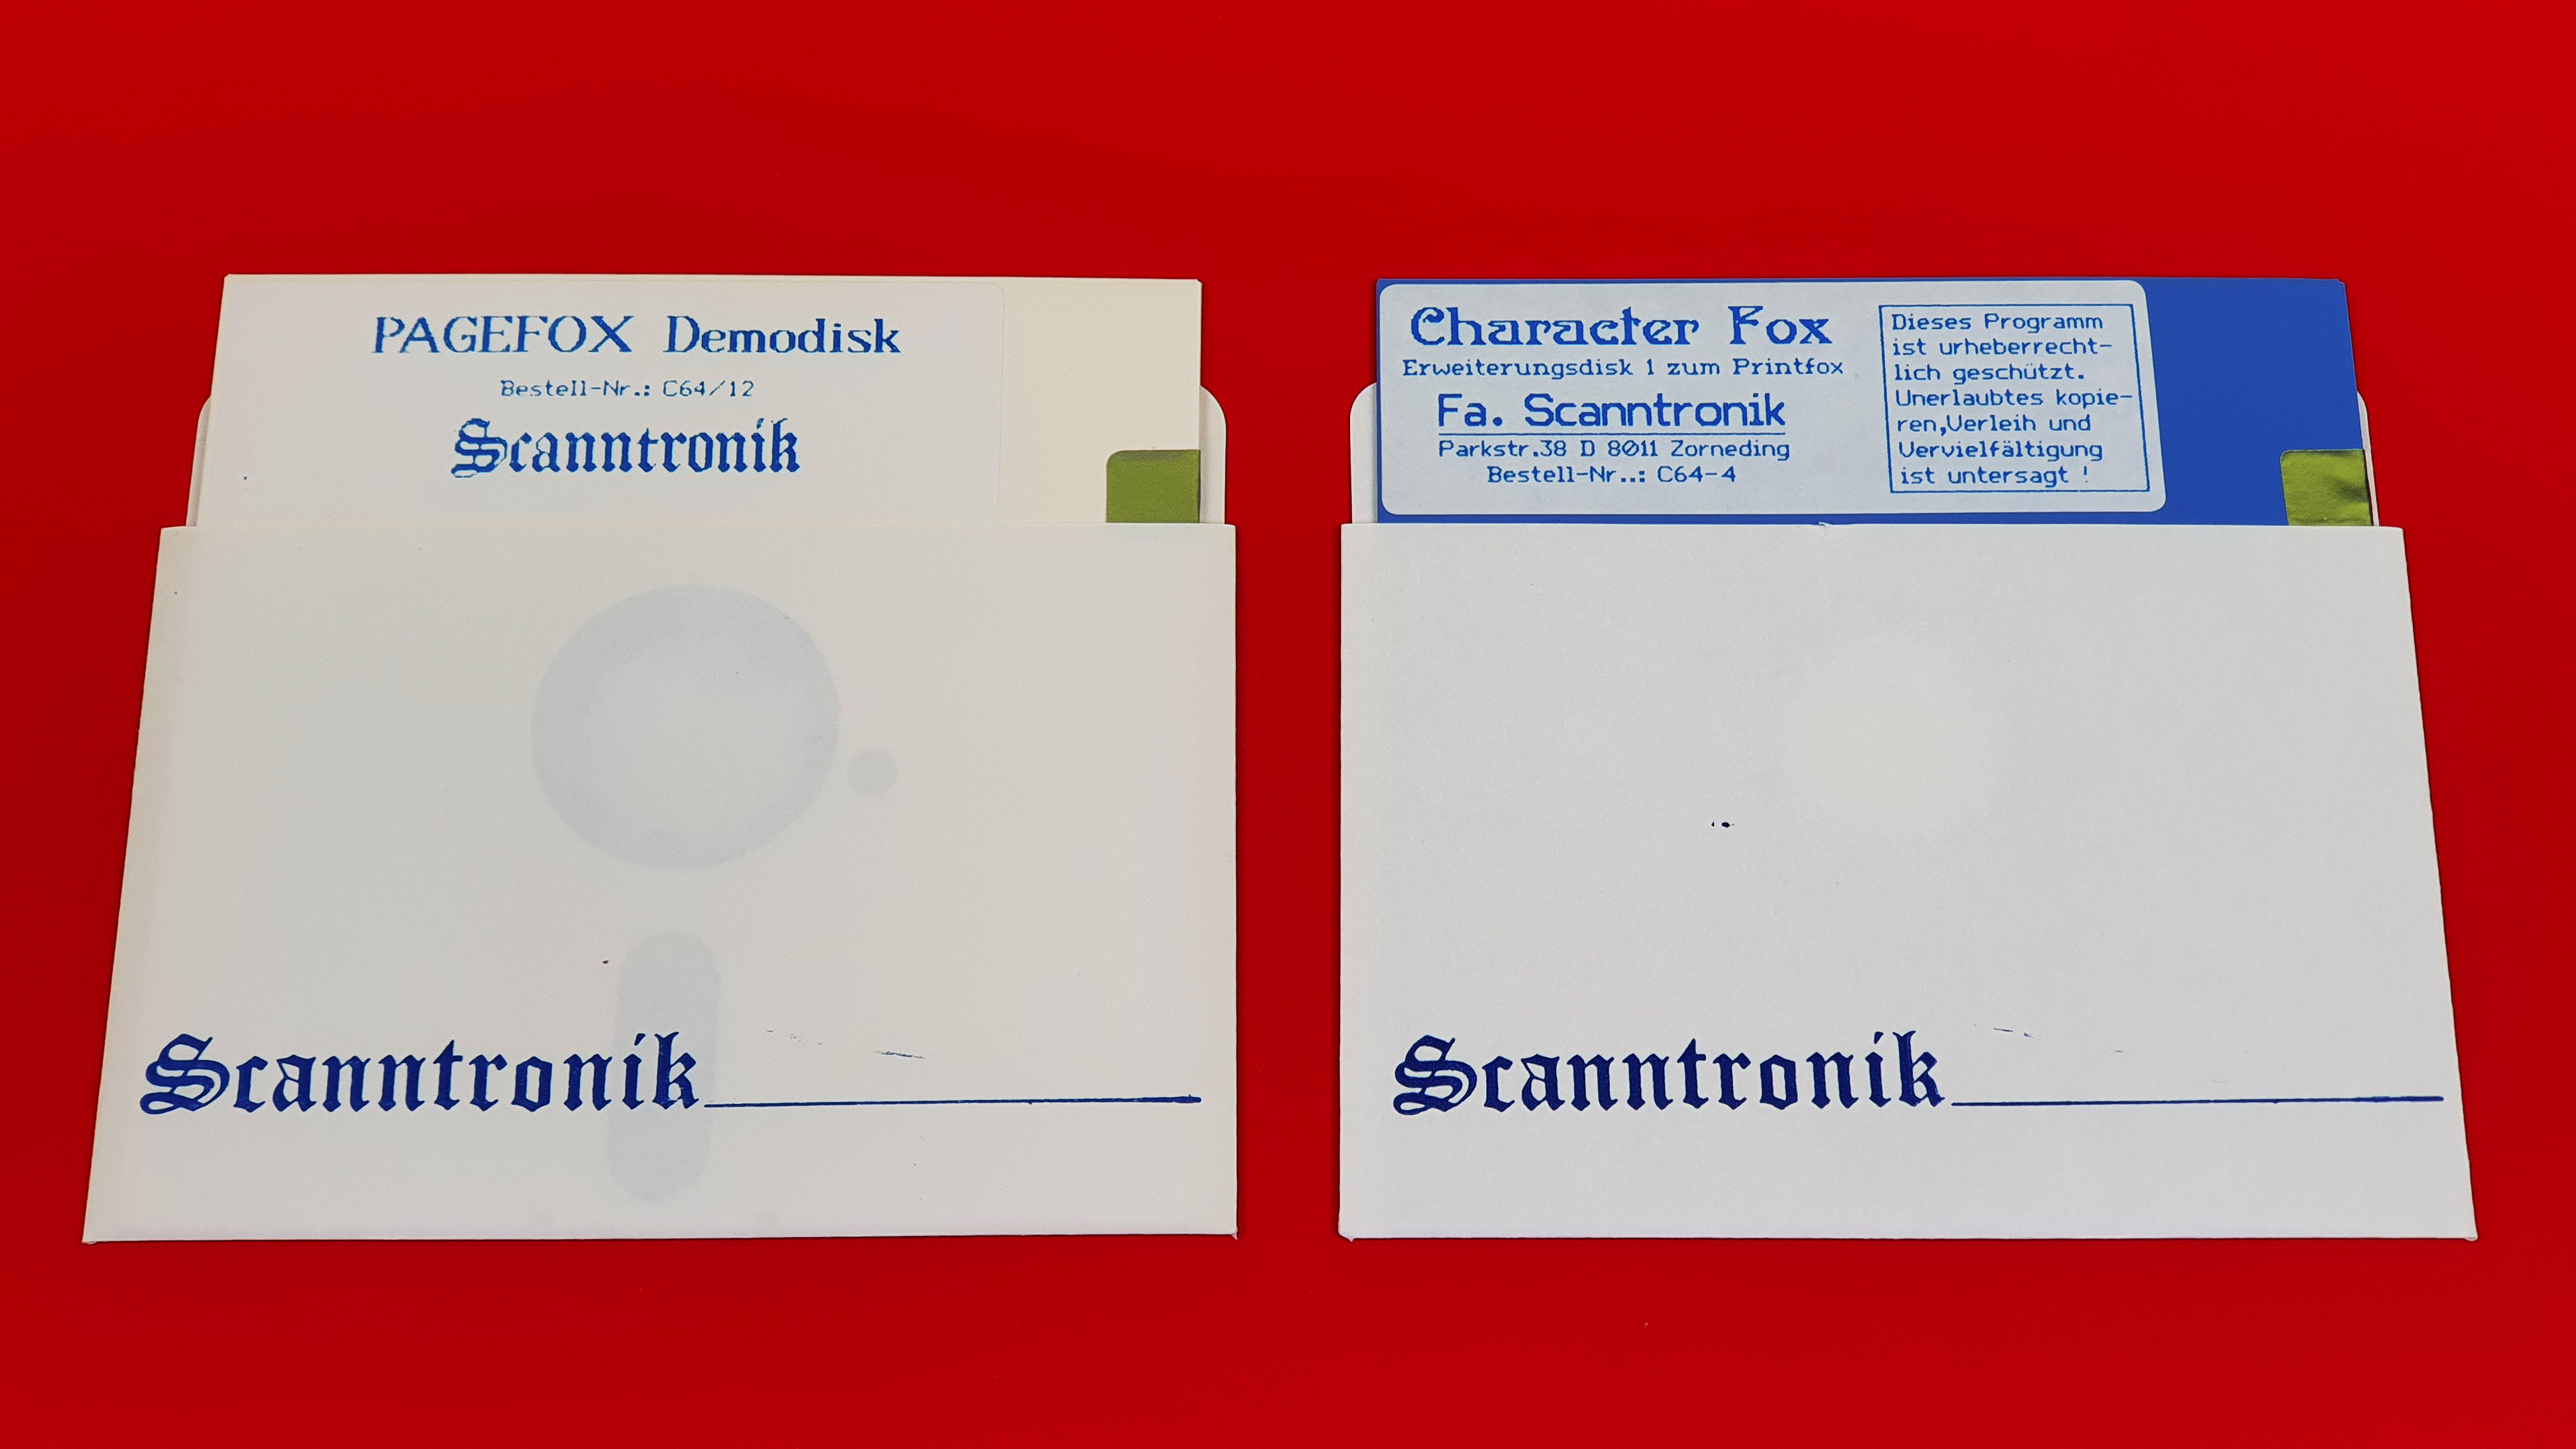 PAGEFOX Demodisk
Bestell-Nr.: C64/12
Scanntronik
Scanntronik
Character Fox
Erweiterungsdisk 1 zum Printfox
Fa. Scanntronik
Parkstr.38 D 8011 Zorneding
Bestell-Nr..: C64-4
Dieses Programm
ist urheberrecht-
lich geschützt.
Unerlaubtes kopie-
ren,Verleih und
Vervielfältigung
ist untersagt !
Scanntronik